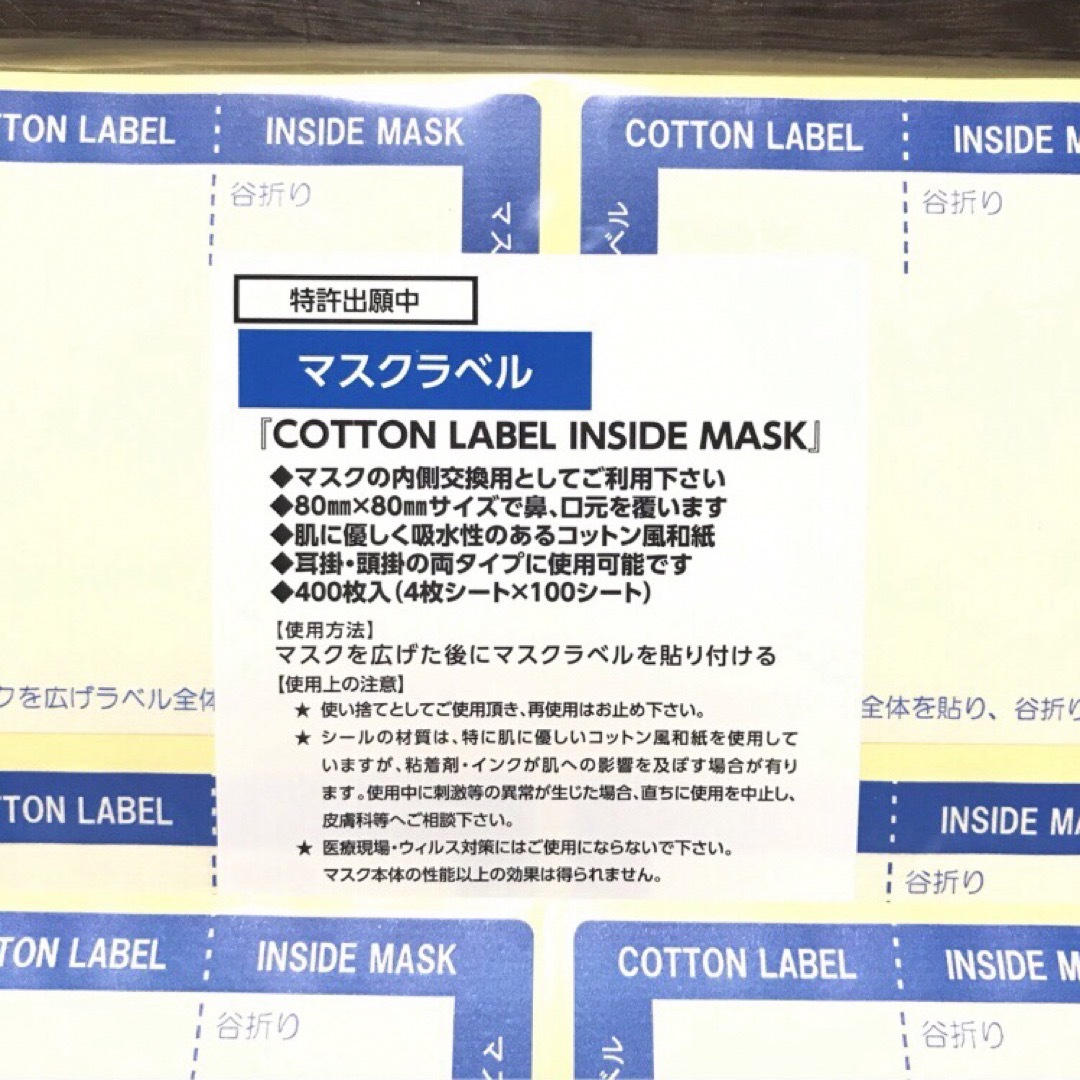 TTON LABEL INSIDE MASK COTTON LABEL INSIDE M
谷折り 谷折り
マス
ベル
特許出願中
マスクラベル
『COTTON LABEL INSIDE MASK』
◆マスクの内側交換用としてご利用下さい
◆80㎜×80㎜サイズで鼻、口元を覆います
◆肌に優しく吸水性のあるコットン風和紙
◆耳掛・頭掛の両タイプに使用可能です
◆400枚入(4枚シート×100シート)
【使用方法】
マスクを広げた後にマスクラベルを貼り付ける
【使用上の注意】
★ 使い捨てとしてご使用頂き、再使用はお止め下さい。
★ シールの材質は、特に肌に優しいコットン風和紙を使用して
いますが、粘着剤・インクが肌への影響を及ぼす場合が有り
ます。使用中に刺激等の異常が生じた場合、直ちに使用を中止し、
皮膚科等へご相談下さい。
★ 医療現場・ウィルス対策にはご使用にならないで下さい。
マスク本体の性能以上の効果は得られません。
クを広げラベル全体 全体を貼り、谷折り
TTON LABEL INSIDE MA
谷折り
TON LABEL INSIDE MASK COTTON LABEL INSIDE M
谷折り 谷折り
マ
ル